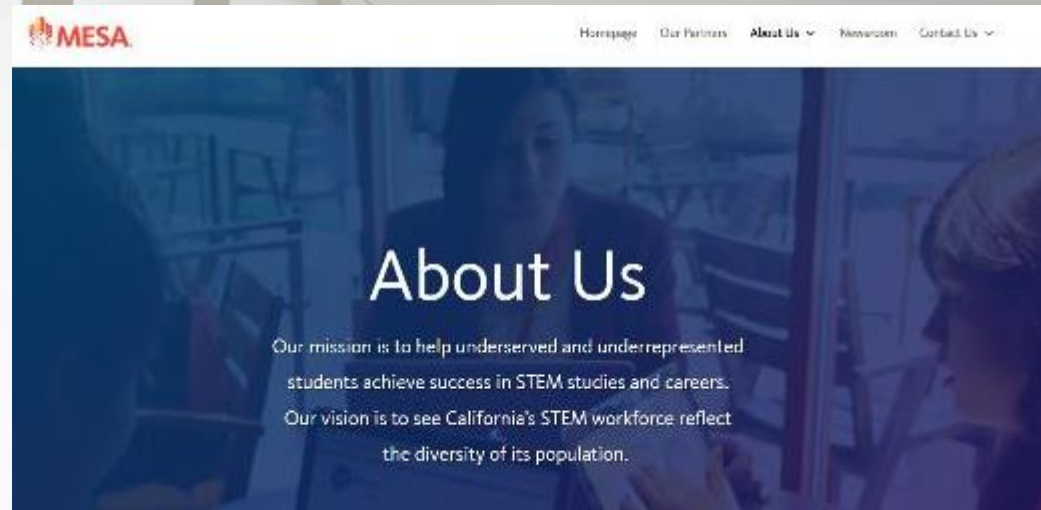 MESA
Homepage Our Partners About Us Newsroom Contact Us
About Us
Our mission is to help underserved and underrepresented
students achieve success in STEM studies and careers.
Our vision is to see California's STEM workforce reflect
the diversity of its population.